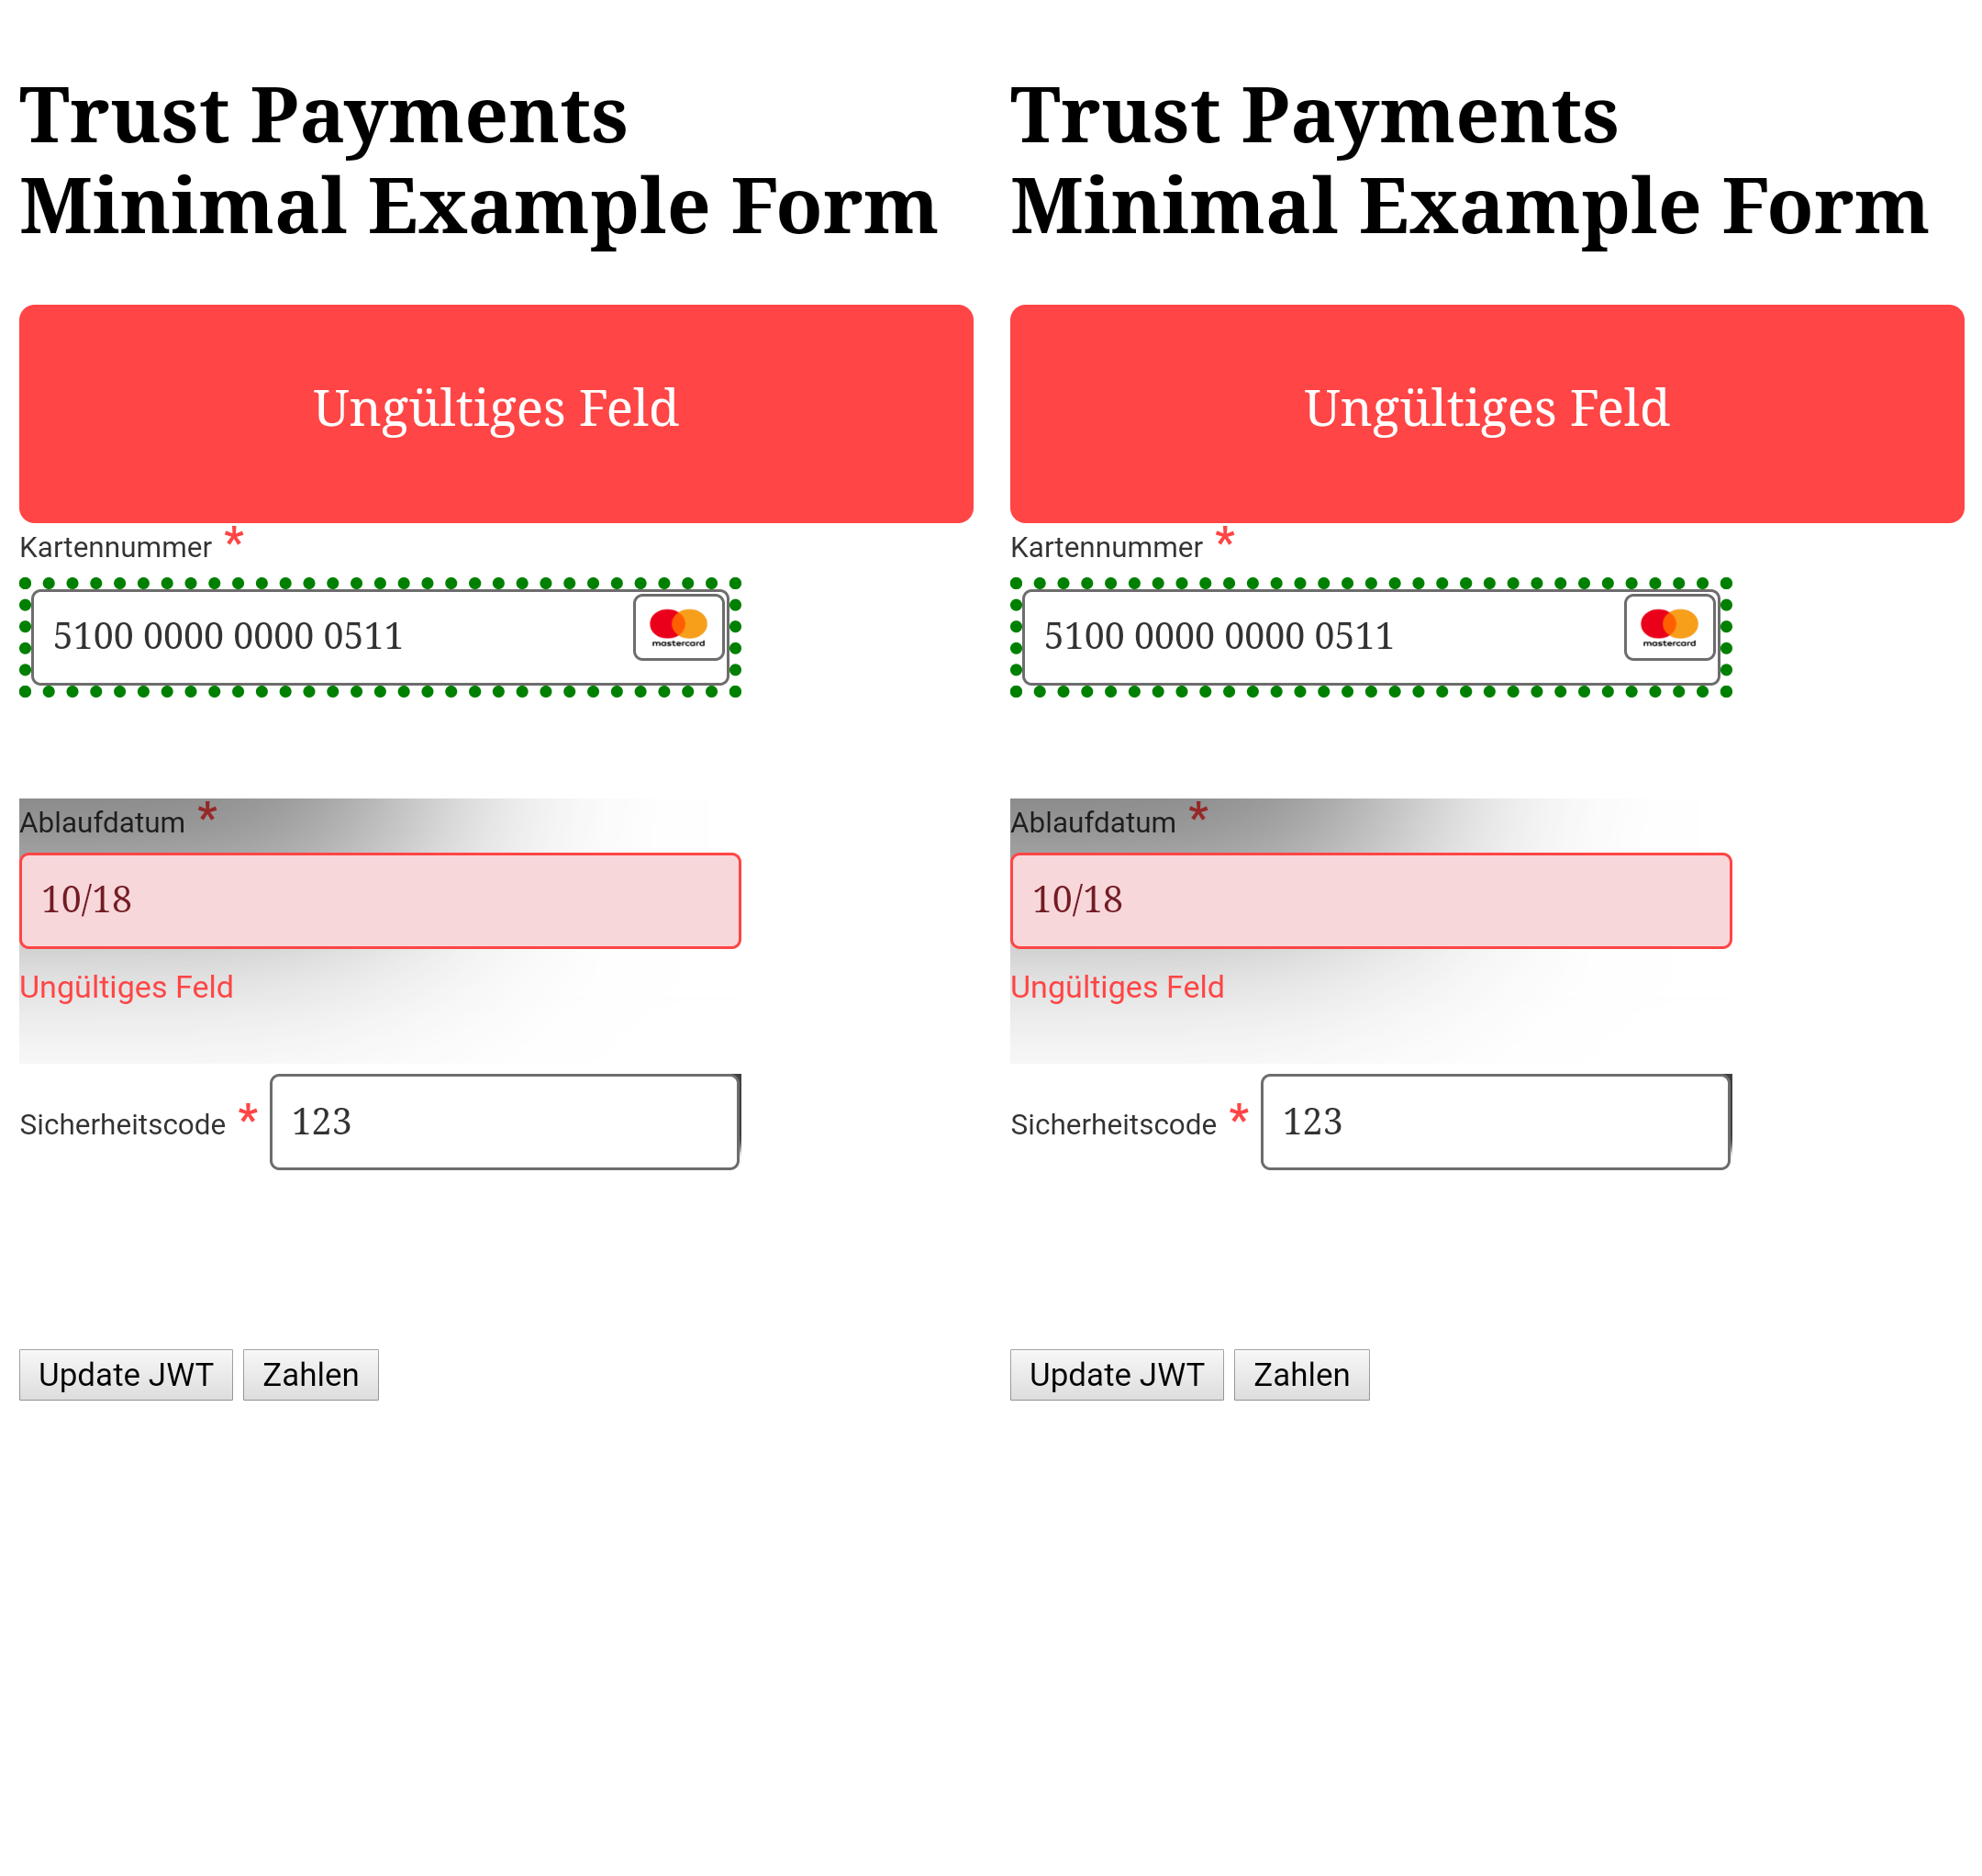 Trust Payments
Minimal Example Form
Ungültiges Feld
Kartennummer *
5100 0000 0000 0511
mastercard
Ablaufdatum *
10/18
Ungültiges Feld
Sicherheitscode *
123
Update JWT
Zahlen
Trust Payments
Minimal Example Form
Ungültiges Feld
Kartennummer *
5100 0000 0000 0511
mastercard
Ablaufdatum *
10/18
Ungültiges Feld
Sicherheitscode *
123
Update JWT
Zahlen